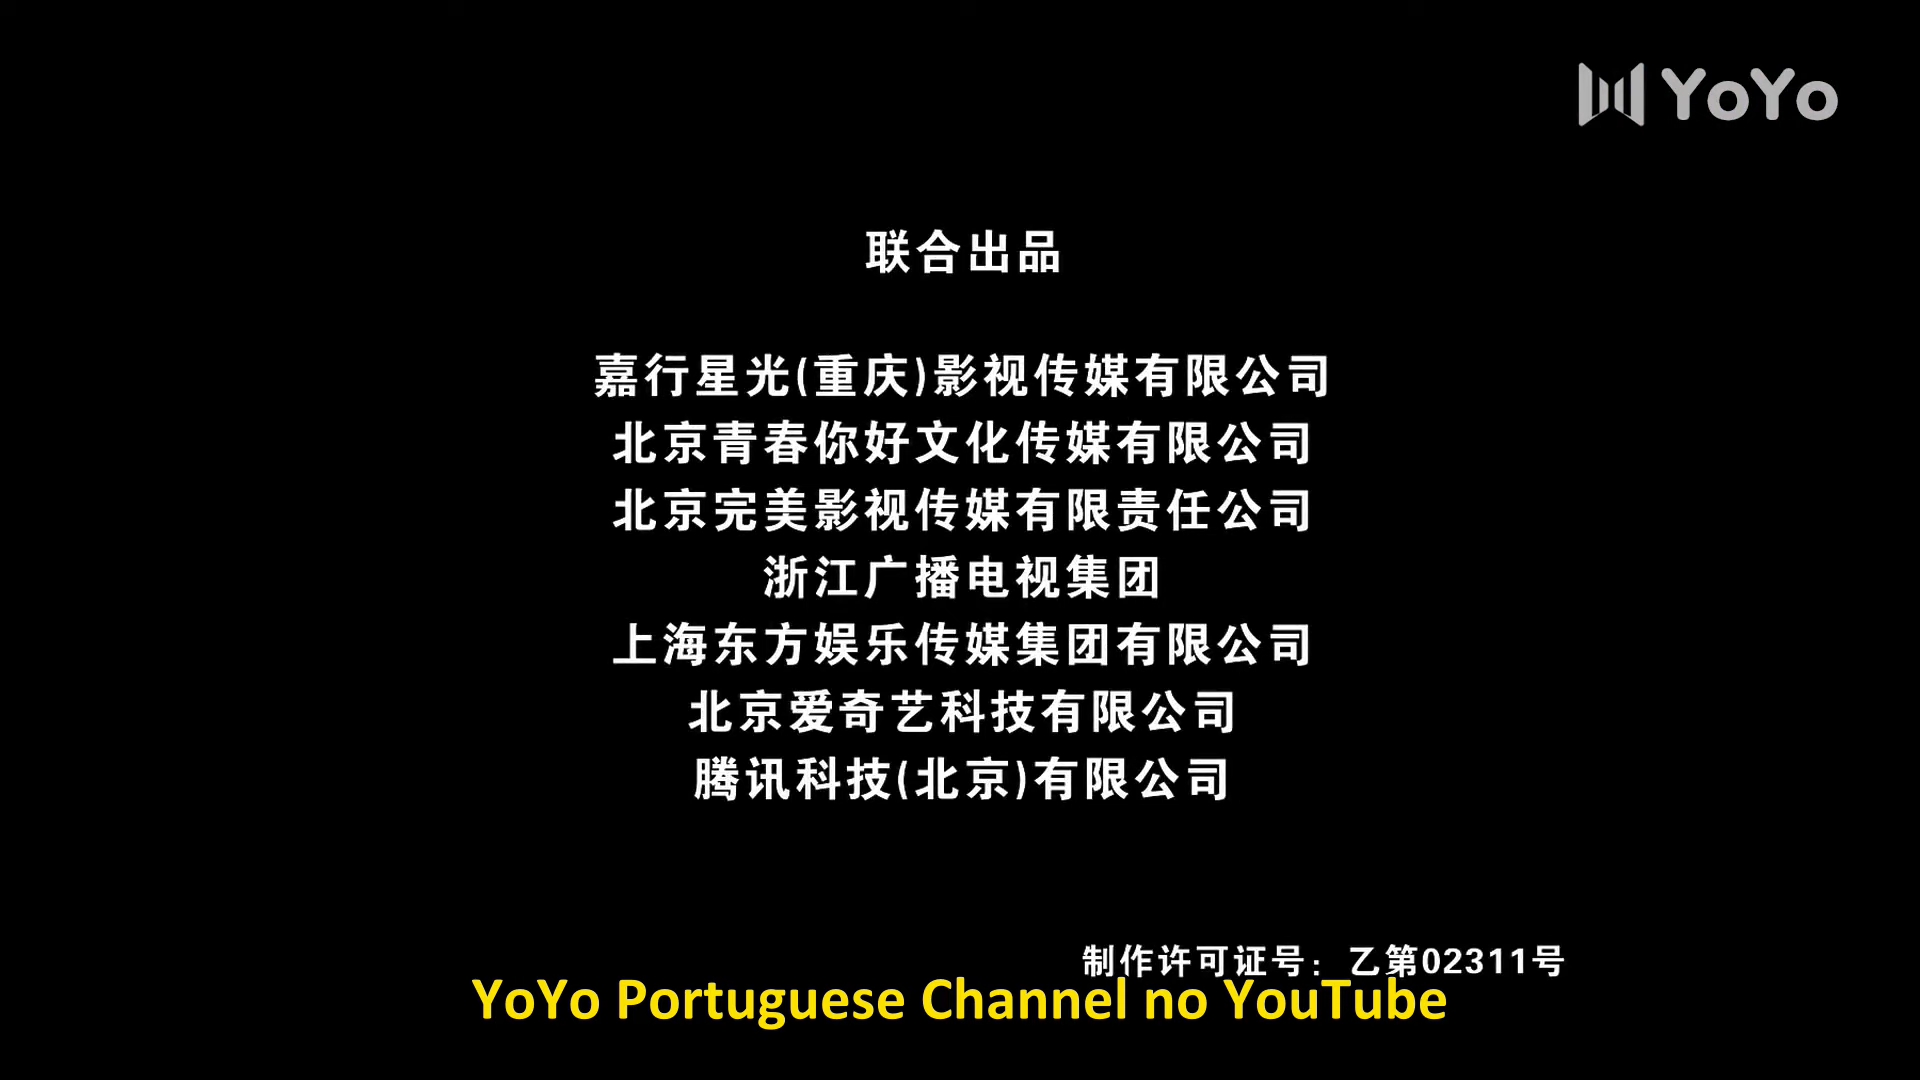 YoYo
联合出品
嘉行星光(重庆)影视传媒有限公司
北京青春你好文化传媒有限公司
北京完美影视传媒有限责任公司
浙江广播电视集团
上海东方娱乐传媒集团有限公司
北京爱奇艺科技有限公司
腾讯科技(北京)有限公司
制作许可证号：乙第02311号
YoYo Portuguese Channel no YouTube